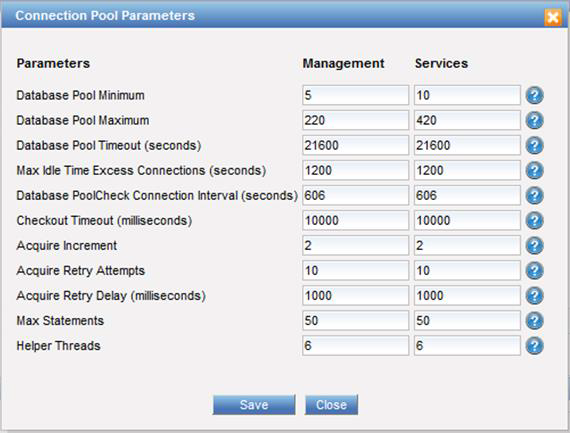 Connection Pool Parameters
Parameters Management Services
Database Pool Minimum 5 10
Database Pool Maximum 220 420
Database Pool Timeout (seconds) 21600 21600
Max Idle Time Excess Connections (seconds) 1200 1200
Database PoolCheck Connection Interval (seconds) 606 606
Checkout Timeout (milliseconds) 10000 10000
Acquire Increment 2 2
Acquire Retry Attempts 10 10
Acquire Retry Delay (milliseconds) 1000 1000
Max Statements 50 50
Helper Threads 6 6
Save Close